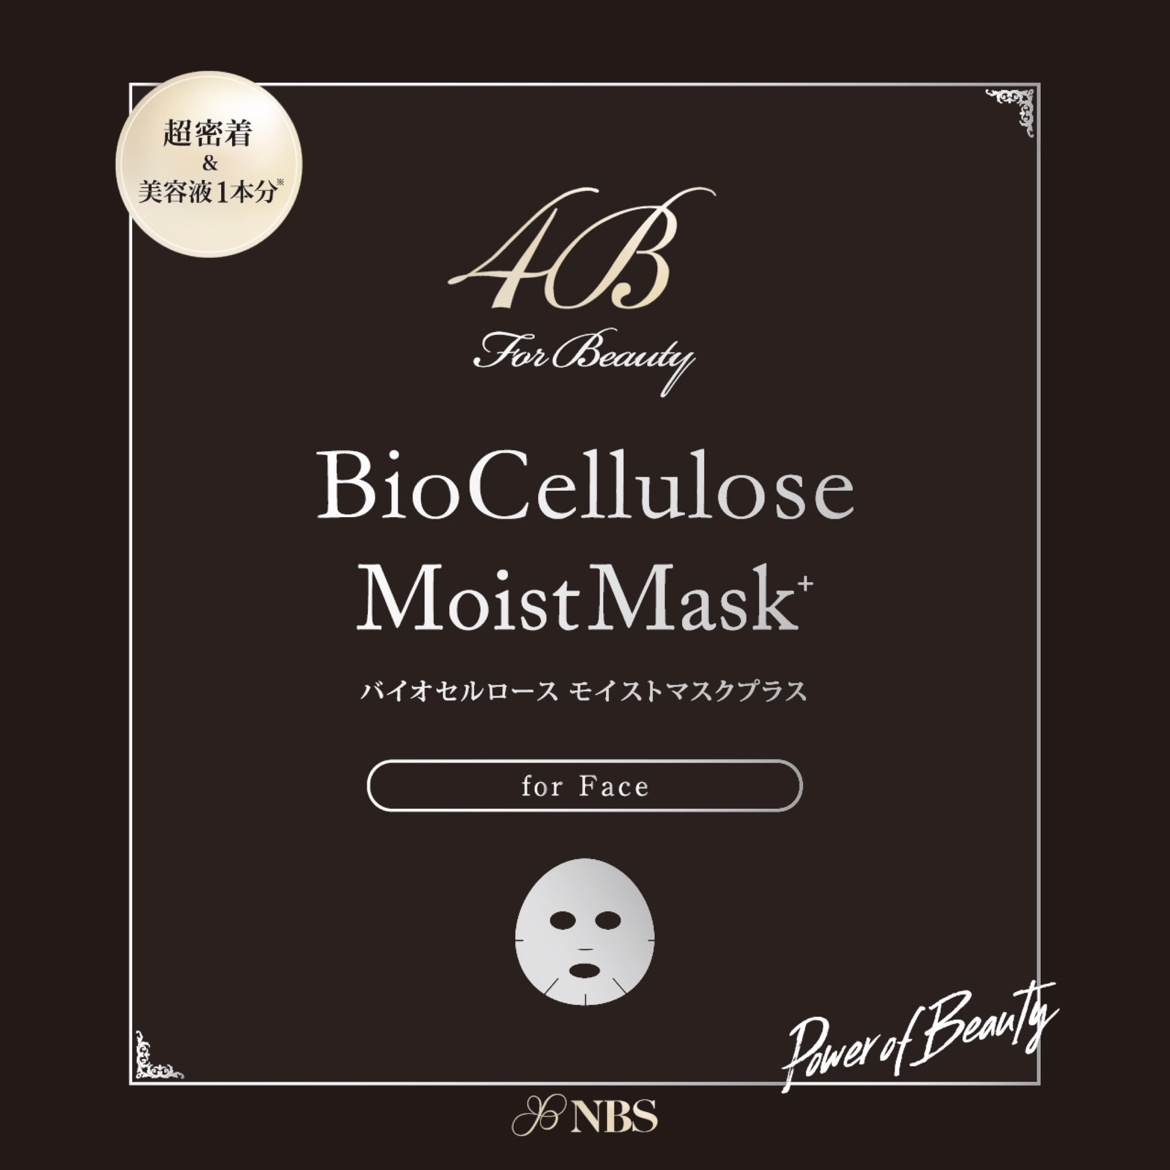 超密着
&
美容液1本分※
4B
For Beauty
BioCellulose
MoistMask+
バイオセルロース モイストマスクプラス
for Face
Power of Beauty
NBS